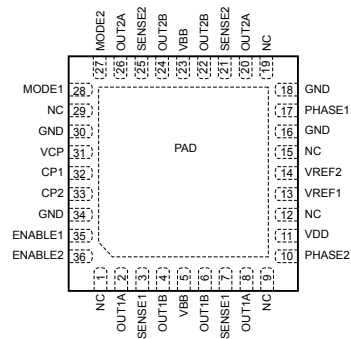 MODE2
OUT2A
SENSE2
OUT2B
VBB
OUT2B
SENSE2
OUT2A
NC
27
26
25
24
23
22
21
20
19
MODE1 28
NC 29
GND 30
VCP 31
CP1 32
CP2 33
GND 34
ENABLE1 35
ENABLE2 36
PAD
18 GND
17 PHASE1
16 GND
15 NC
14 VREF2
13 VREF1
12 NC
11 VDD
10 PHASE2
1
2
3
4
5
6
7
8
9
NC
OUT1A
SENSE1
OUT1B
VBB
OUT1B
SENSE1
OUT1A
NC